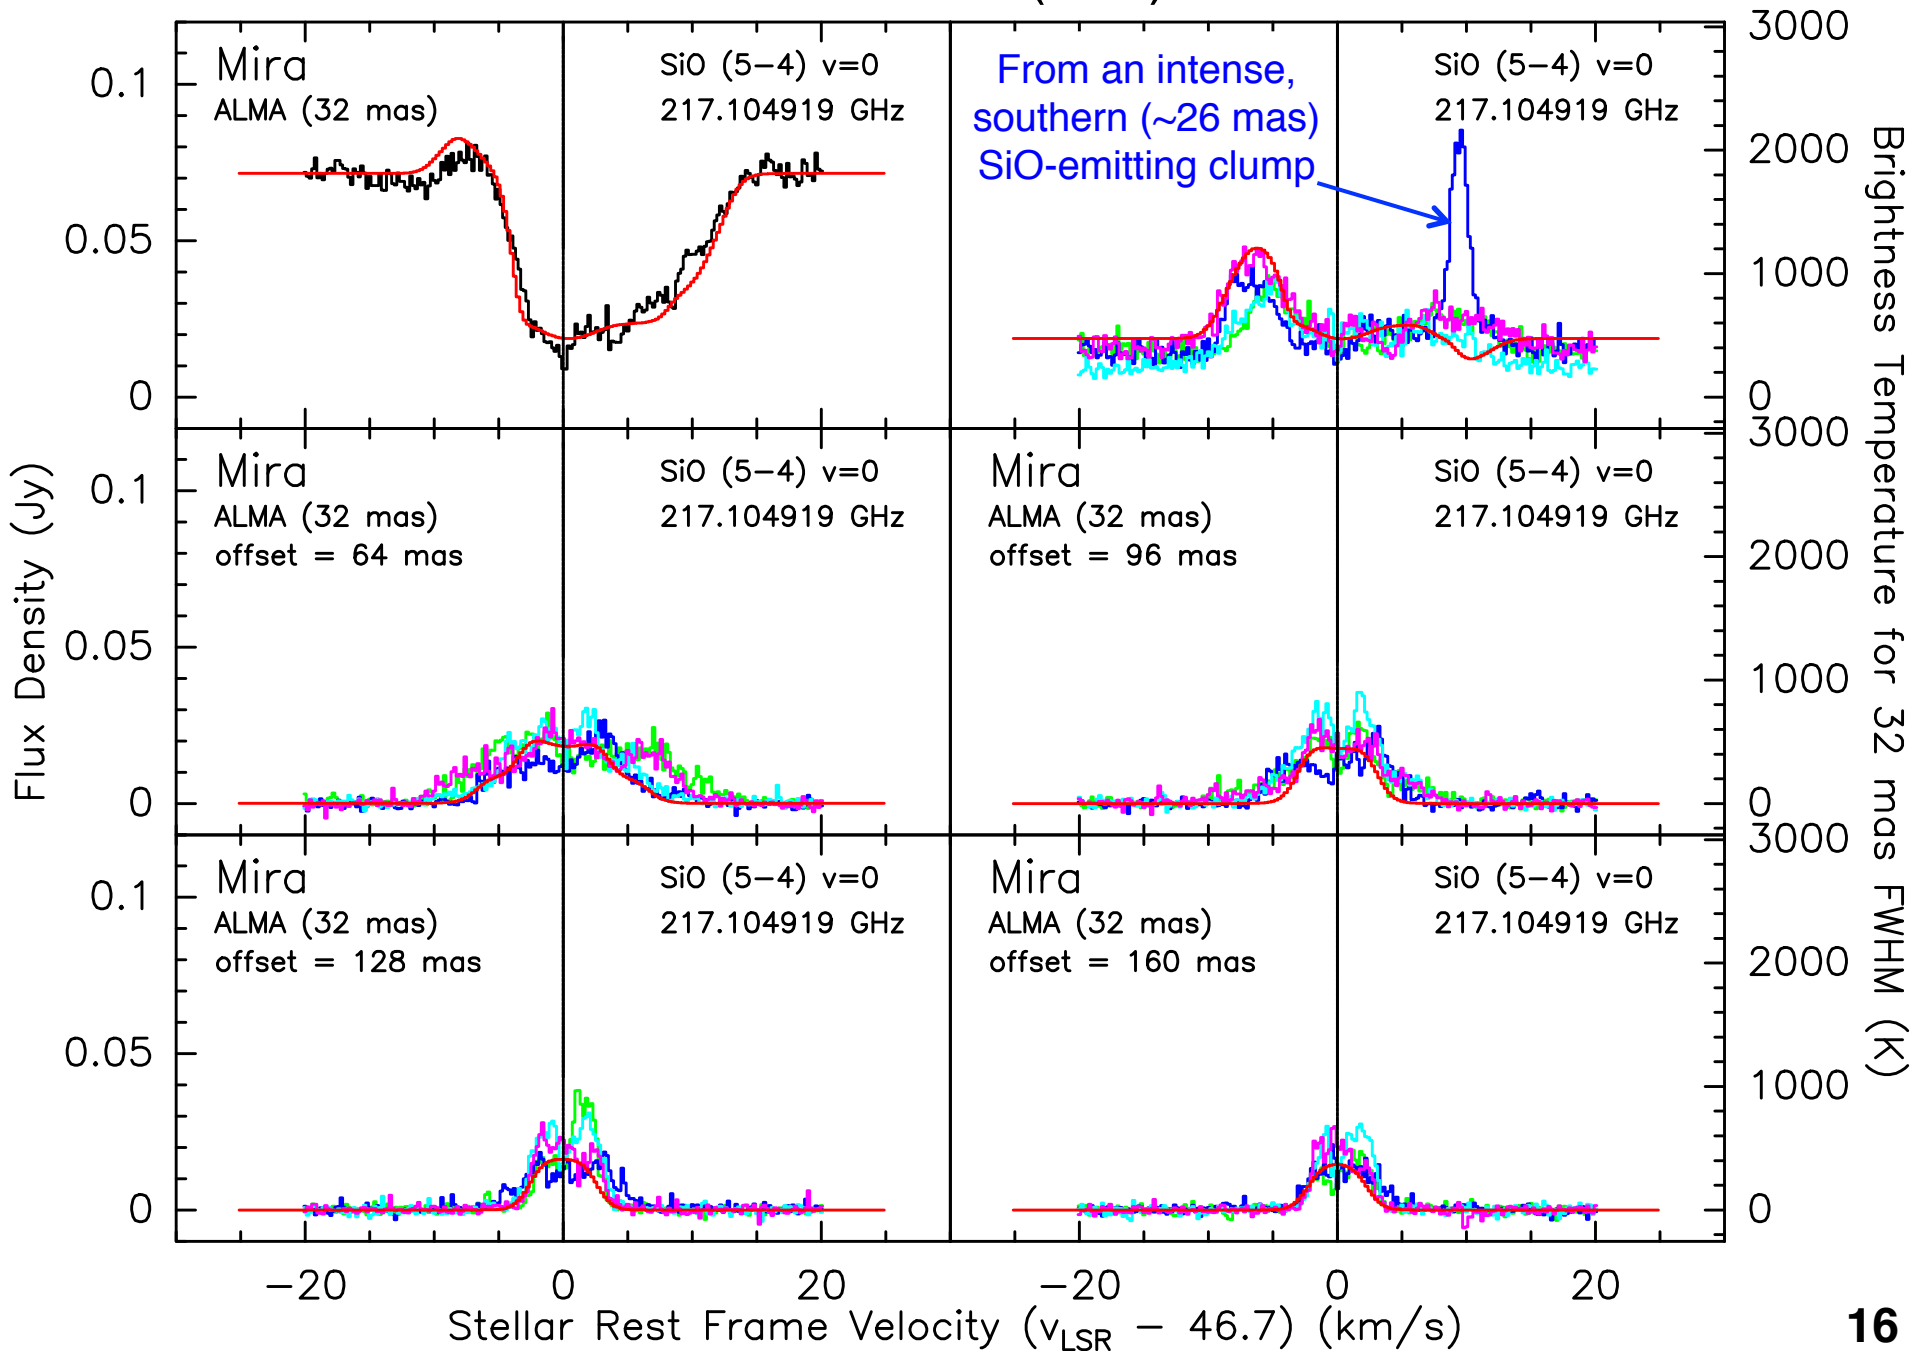 Mira
ALMA (32 mas)
SiO (5−4) v=0
217.104919 GHz
From an intense,
southern (~26 mas)
SiO-emitting clump
SiO (5−4) v=0
217.104919 GHz
Mira
ALMA (32 mas)
offset = 64 mas
SiO (5−4) v=0
217.104919 GHz
Mira
ALMA (32 mas)
offset = 96 mas
SiO (5−4) v=0
217.104919 GHz
Mira
ALMA (32 mas)
offset = 128 mas
SiO (5−4) v=0
217.104919 GHz
Mira
ALMA (32 mas)
offset = 160 mas
SiO (5−4) v=0
217.104919 GHz
0.1
0.05
0
0.1
0.05
0
0.1
0.05
0
Flux Density (Jy)
3000
2000
1000
0
3000
2000
1000
0
3000
2000
1000
0
Brightness Temperature for 32 mas FWHM (K)
−20 0 20 −20 0 20
Stellar Rest Frame Velocity (vLSR − 46.7) (km/s)
16